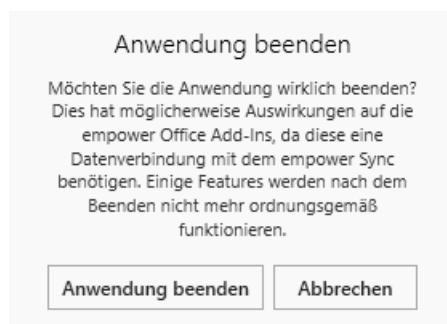 Anwendung beenden
Möchten Sie die Anwendung wirklich beenden?
Dies hat möglicherweise Auswirkungen auf die
empower Office Add-Ins, da diese eine
Datenverbindung mit dem empower Sync
benötigen. Einige Features werden nach dem
Beenden nicht mehr ordnungsgemäß
funktionieren.
Anwendung beenden Abbrechen